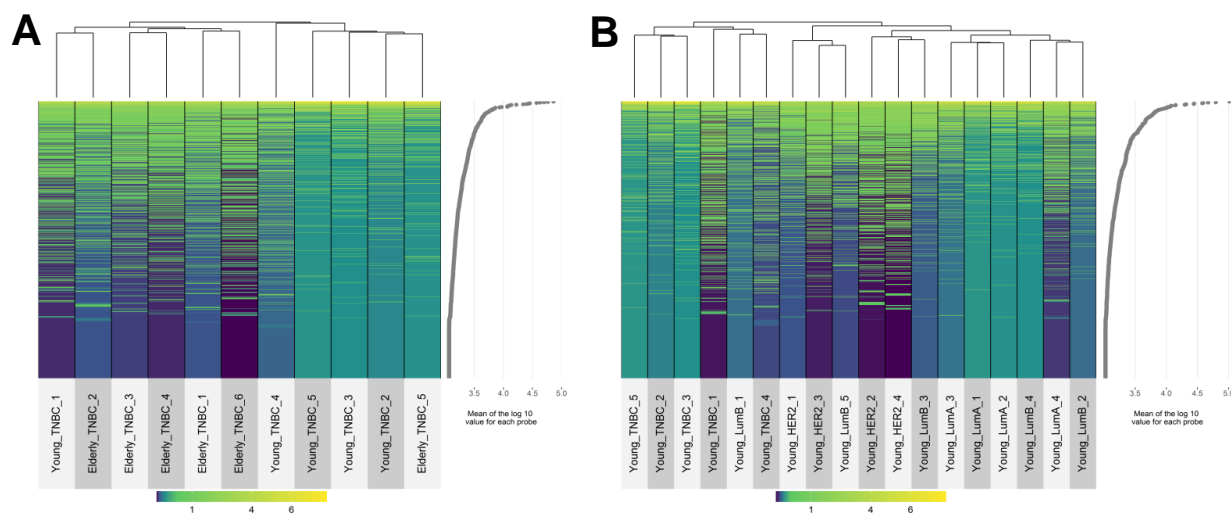 A
B
3.5 4.0 4.5 5.0
Mean of the log 10
value for each probe
Young_TNBC_1
Elderly_TNBC_2
Elderly_TNBC_3
Elderly_TNBC_4
Elderly_TNBC_1
Elderly_TNBC_6
Young_TNBC_4
Young_TNBC_5
Young_TNBC_3
Young_TNBC_2
Elderly_TNBC_5
1 4 6
3.5 4.0 4.5 5.0
Mean of the log 10
value for each probe
Young_TNBC_5
Young_TNBC_2
Young_TNBC_3
Young_TNBC_1
Young_LumB_1
Young_TNBC_4
Young_HER2_1
Young_HER2_3
Young_LumB_5
Young_HER2_2
Young_HER2_4
Young_LumB_3
Young_LumA_3
Young_LumA_1
Young_LumA_2
Young_LumB_4
Young_LumA_4
Young_LumB_2
1 4 6